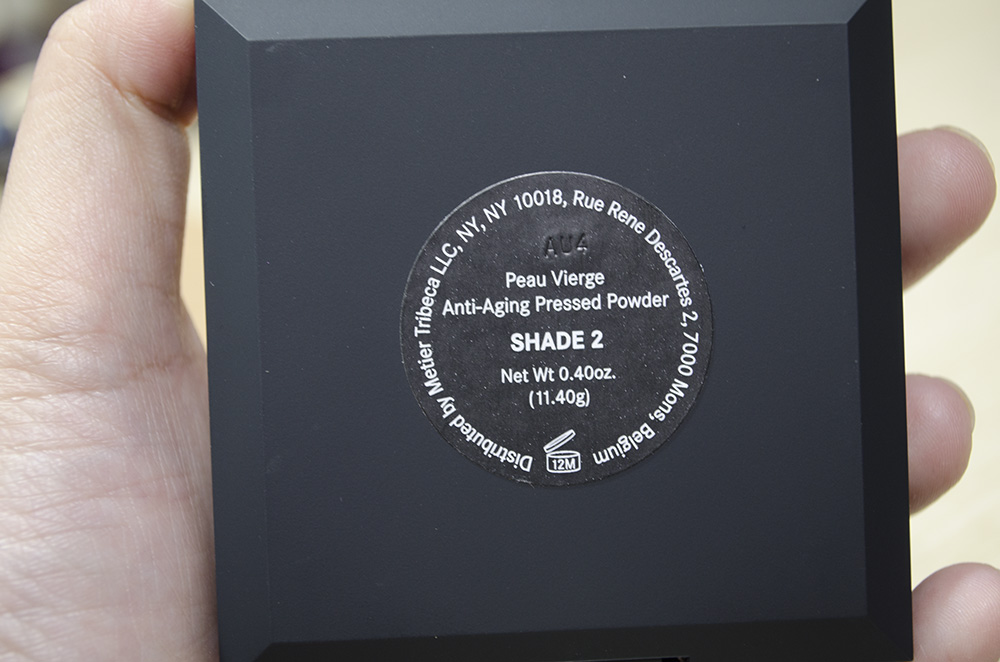 Distributed by Metier Tribeca LLC, NY, NY 10018, Rue Rene Descartes 2, 7000 Mons, Belgium
AU4
Peau Vierge
Anti-Aging Pressed Powder
SHADE 2
Net Wt 0.40oz.
(11.40g)
12M